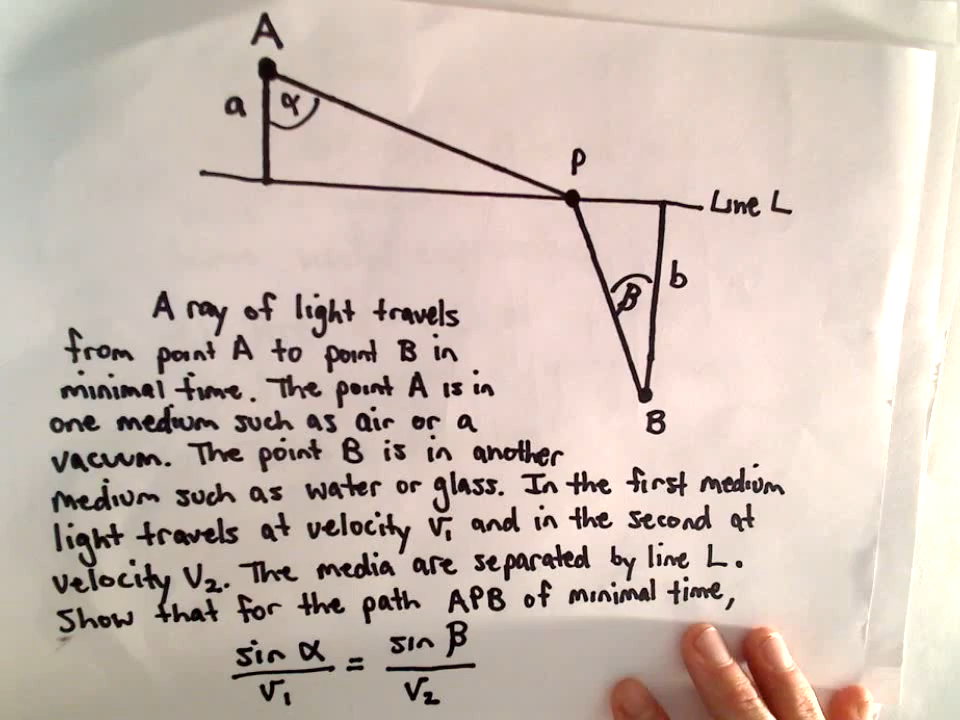 A
a α
P
Line L
b
β
B
A ray of light travels
from point A to point B in
minimal time. The point A is in
one medium such as air or a
vacuum. The point B is in another
medium such as water or glass. In the first medium
light travels at velocity V₁ and in the second at
velocity V₂. The media are separated by line L.
Show that for the path APB of minimal time,
sin α / V₁ = sin β / V₂